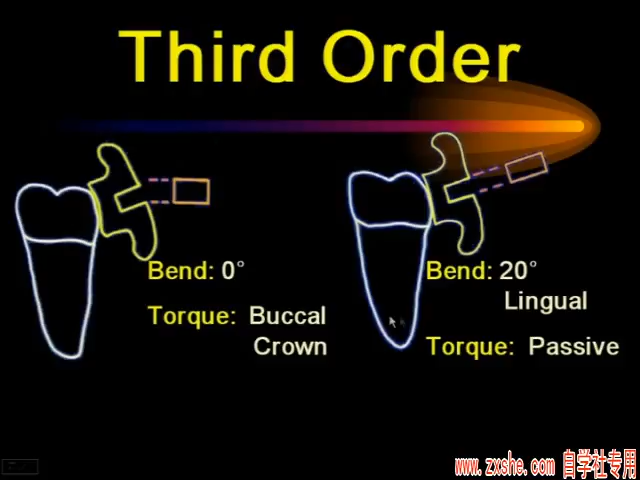 Third Order
Bend: 0°
Torque: Buccal
Crown
Bend: 20°
Lingual
Torque: Passive
www.zxshe.com 自学社专用